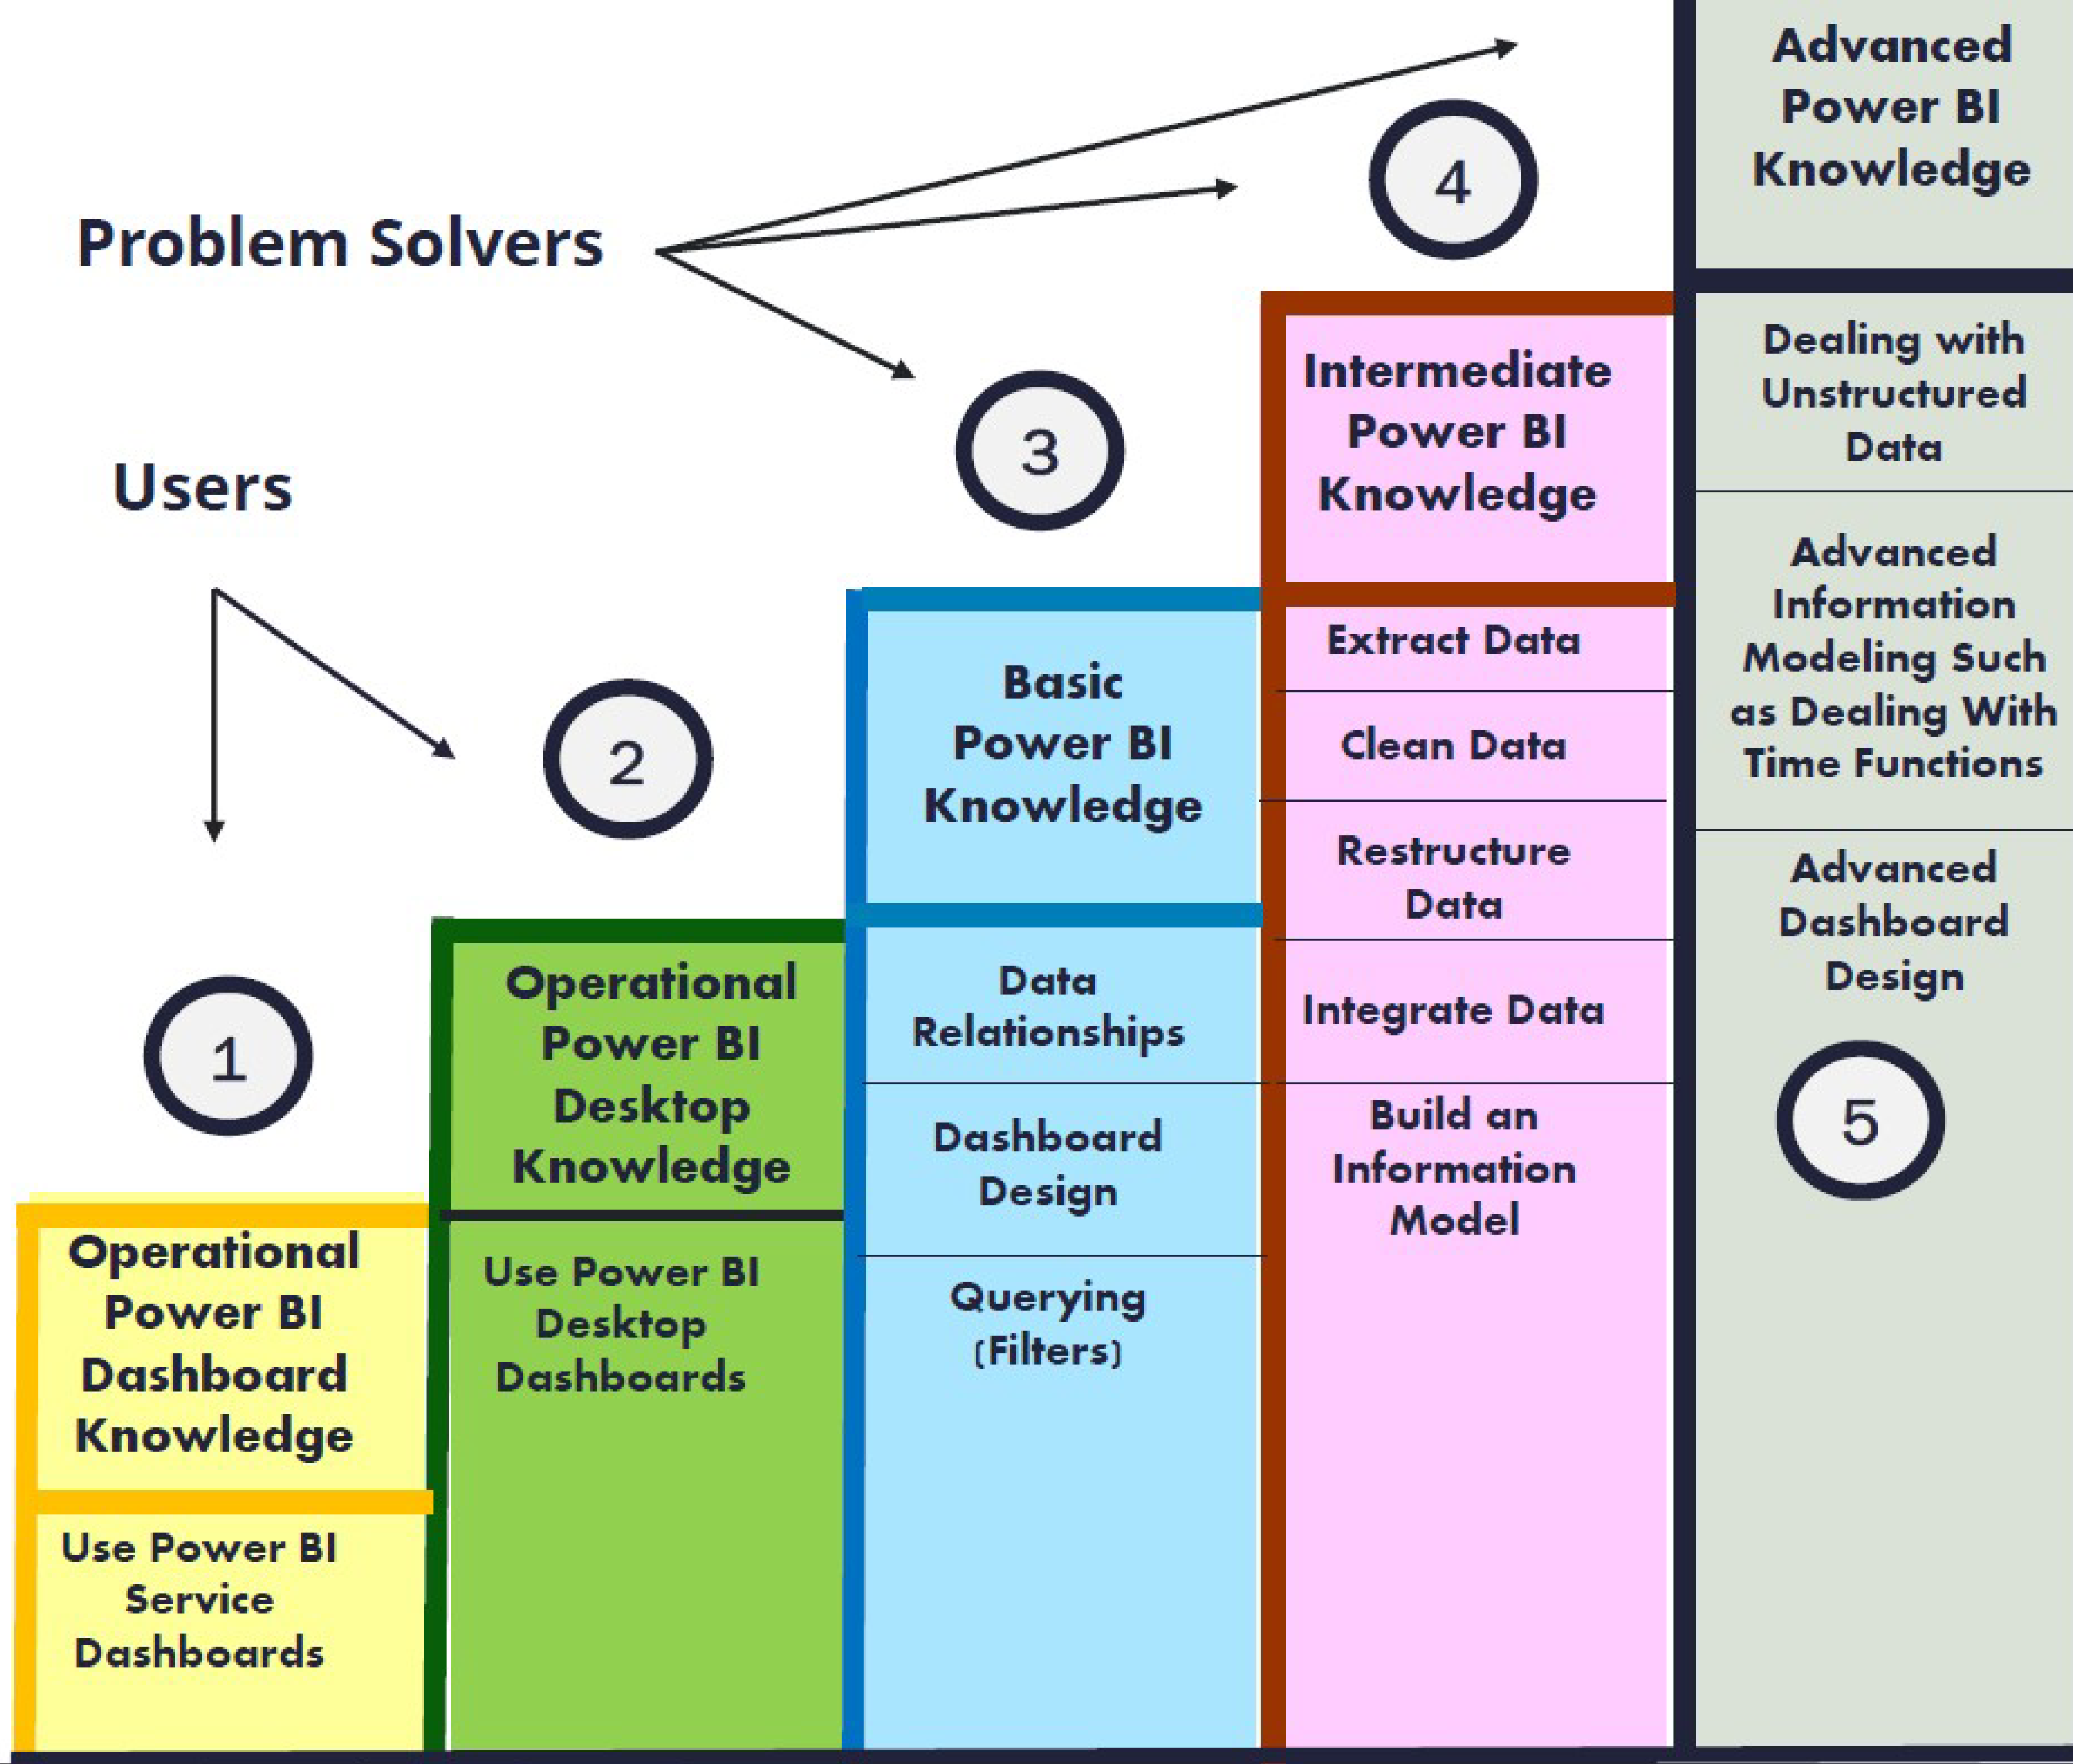 Problem Solvers
Users
1
Operational
Power BI
Dashboard
Knowledge
Use Power BI
Service
Dashboards
2
Operational
Power BI
Desktop
Knowledge
Use Power BI
Desktop
Dashboards
3
Basic
Power BI
Knowledge
Data
Relationships
Dashboard
Design
Querying
(Filters)
4
Intermediate
Power BI
Knowledge
Extract Data
Clean Data
Restructure
Data
Integrate Data
Build an
Information
Model
Advanced
Power BI
Knowledge
Dealing with
Unstructured
Data
Advanced
Information
Modeling Such
as Dealing With
Time Functions
Advanced
Dashboard
Design
5